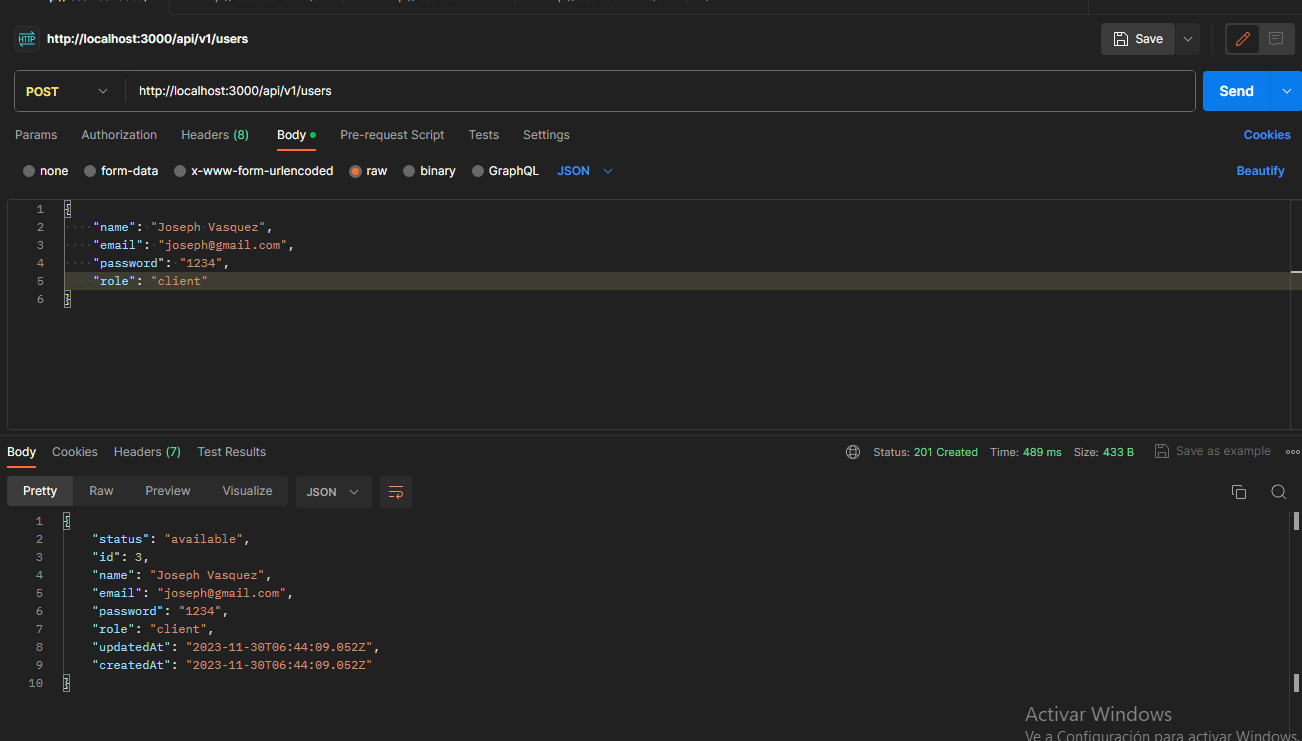 HTTP http://localhost:3000/api/v1/users Save
POST http://localhost:3000/api/v1/users Send
Params Authorization Headers (8) Body Pre-request Script Tests Settings Cookies
none form-data x-www-form-urlencoded raw binary GraphQL JSON Beautify
1 {
2 "name": "Joseph Vasquez",
3 "email": "joseph@gmail.com",
4 "password": "1234",
5 "role": "client"
6 }
Body Cookies Headers (7) Test Results Status: 201 Created Time: 489 ms Size: 433 B Save as example
Pretty Raw Preview Visualize JSON
1 {
2 "status": "available",
3 "id": 3,
4 "name": "Joseph Vasquez",
5 "email": "joseph@gmail.com",
6 "password": "1234",
7 "role": "client",
8 "updatedAt": "2023-11-30T06:44:09.052Z",
9 "createdAt": "2023-11-30T06:44:09.052Z"
10 }
Activar Windows
Ve a Configuración para activar Windows.